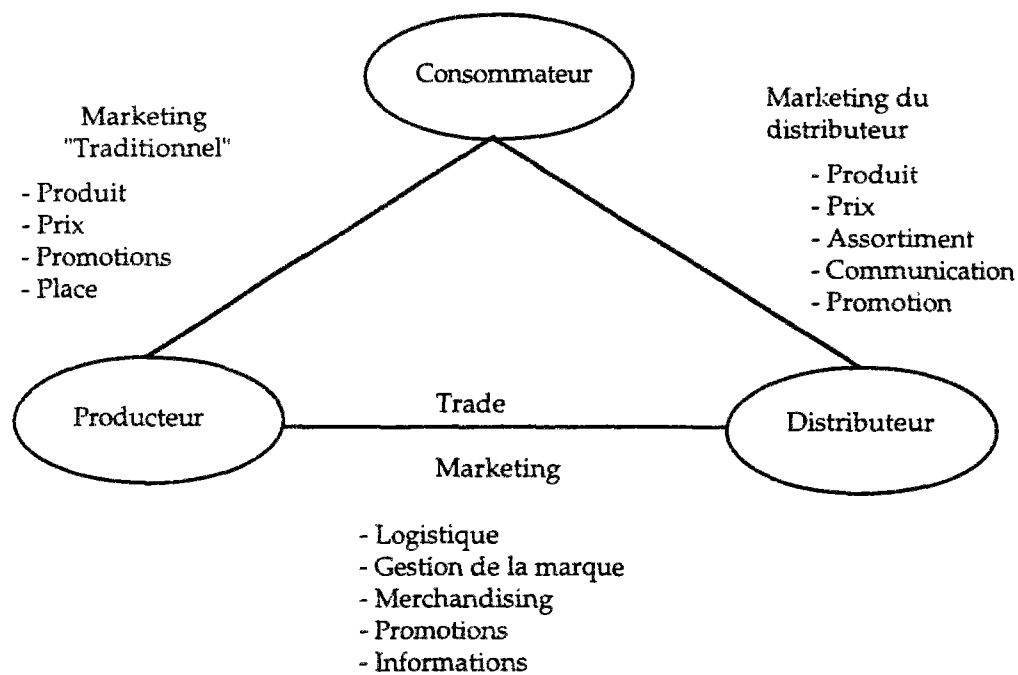 Consommateur
Marketing
"Traditionnel"
- Produit
- Prix
- Promotions
- Place
Marketing du
distributeur
- Produit
- Prix
- Assortiment
- Communication
- Promotion
Producteur
Trade
Marketing
Distributeur
- Logistique
- Gestion de la marque
- Merchandising
- Promotions
- Informations